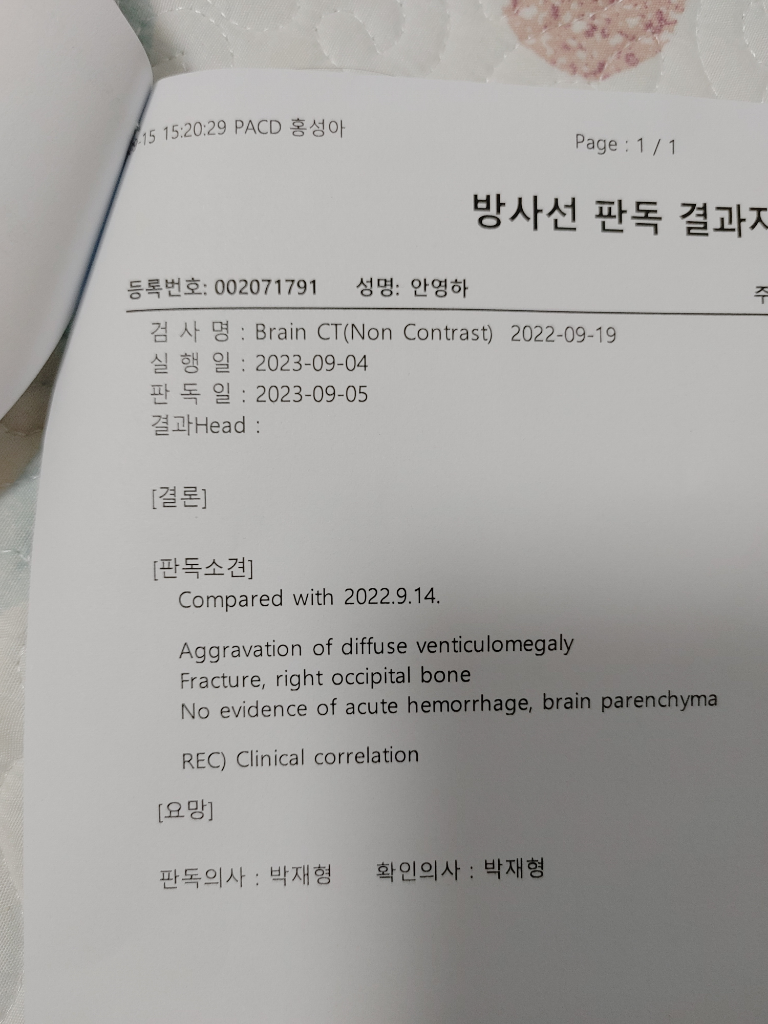 15 15:20:29 PACD 홍성아
Page : 1 / 1
방사선 판독 결과지
등록번호: 002071791 성명: 안영하 주
검 사 명 : Brain CT(Non Contrast) 2022-09-19
실 행 일 : 2023-09-04
판 독 일 : 2023-09-05
결과Head :
[결론]
[판독소견]
Compared with 2022.9.14.
Aggravation of diffuse venticulomegaly
Fracture, right occipital bone
No evidence of acute hemorrhage, brain parenchyma
REC) Clinical correlation
[요망]
판독의사 : 박재형 확인의사 : 박재형